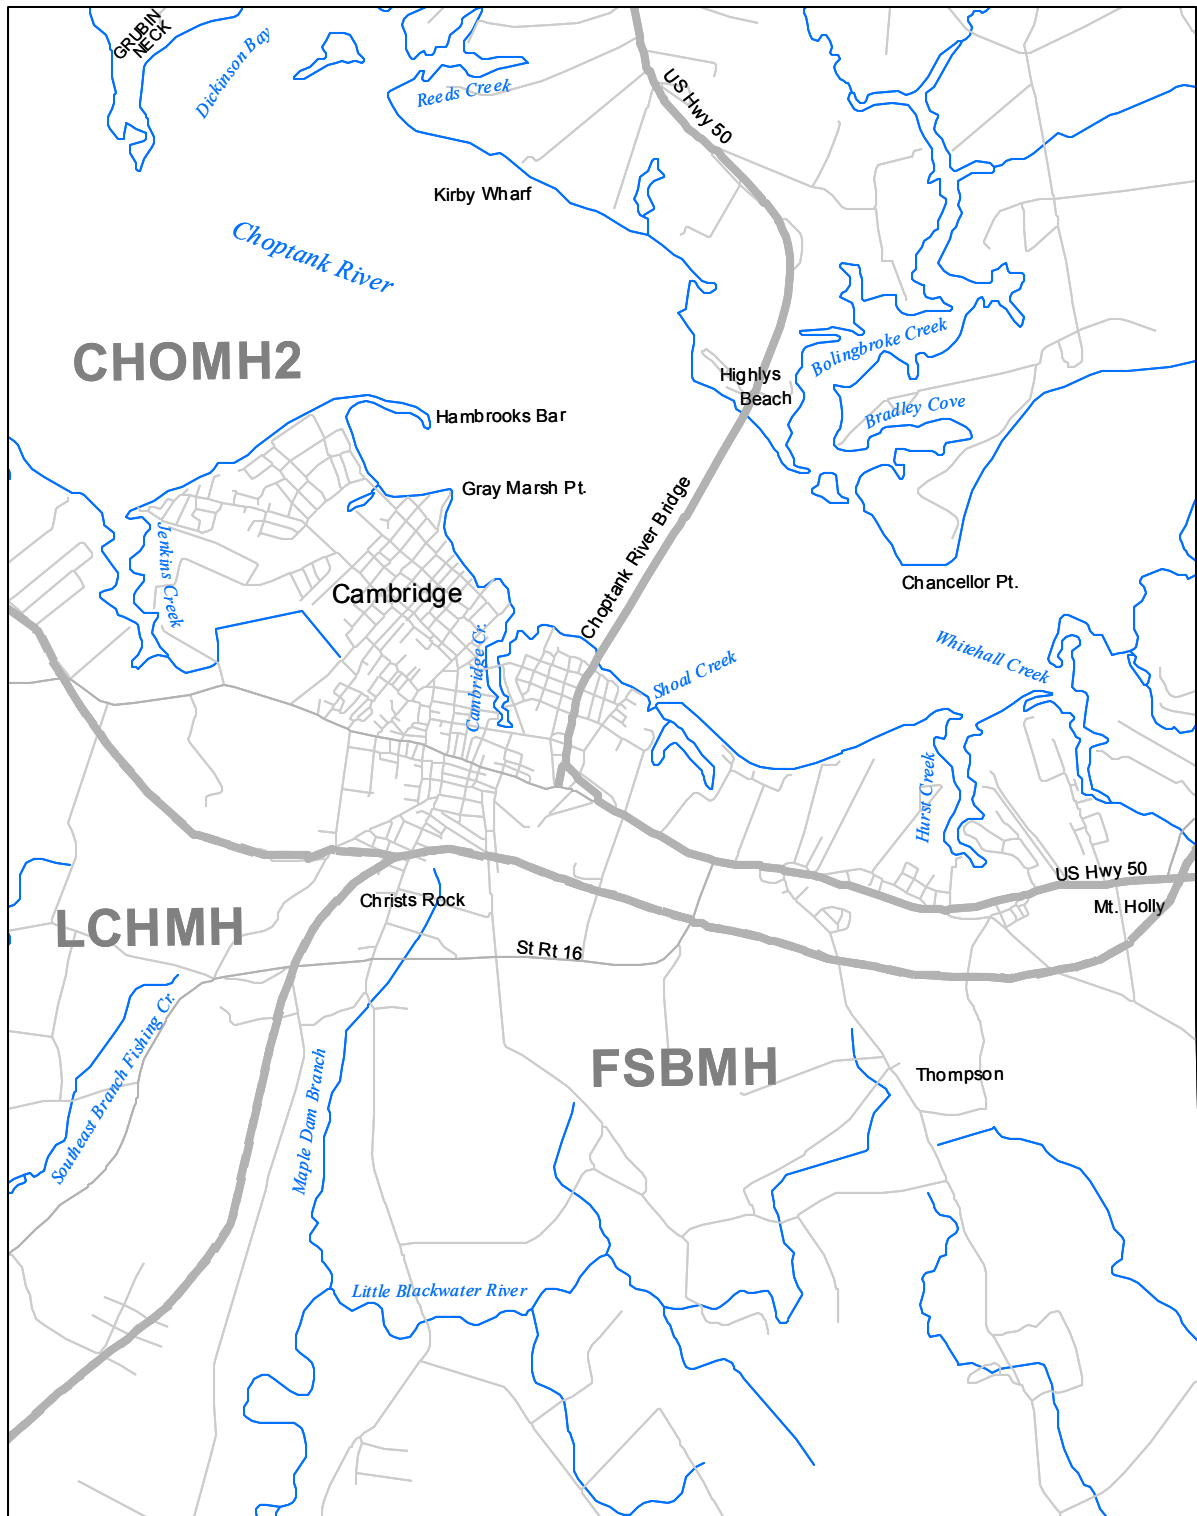 GRUBIN
NECK
Dickinson Bay
Reeds Creek
US Hwy 50
Kirby Wharf
Choptank River
CHOMH2
Bolingbroke Creek
Highlys
Beach
Bradley Cove
Hambrooks Bar
Gray Marsh Pt.
Choptank River Bridge
Jenkins Creek
Cambridge
Chancellor Pt.
Cambridge Cr.
Shoal Creek
Whitehall Creek
Hurst Creek
US Hwy 50
Christs Rock
Mt. Holly
LCHMH
St Rt 16
Southeast Branch Fishing Cr.
Maple Dam Branch
FSBMH
Thompson
Little Blackwater River